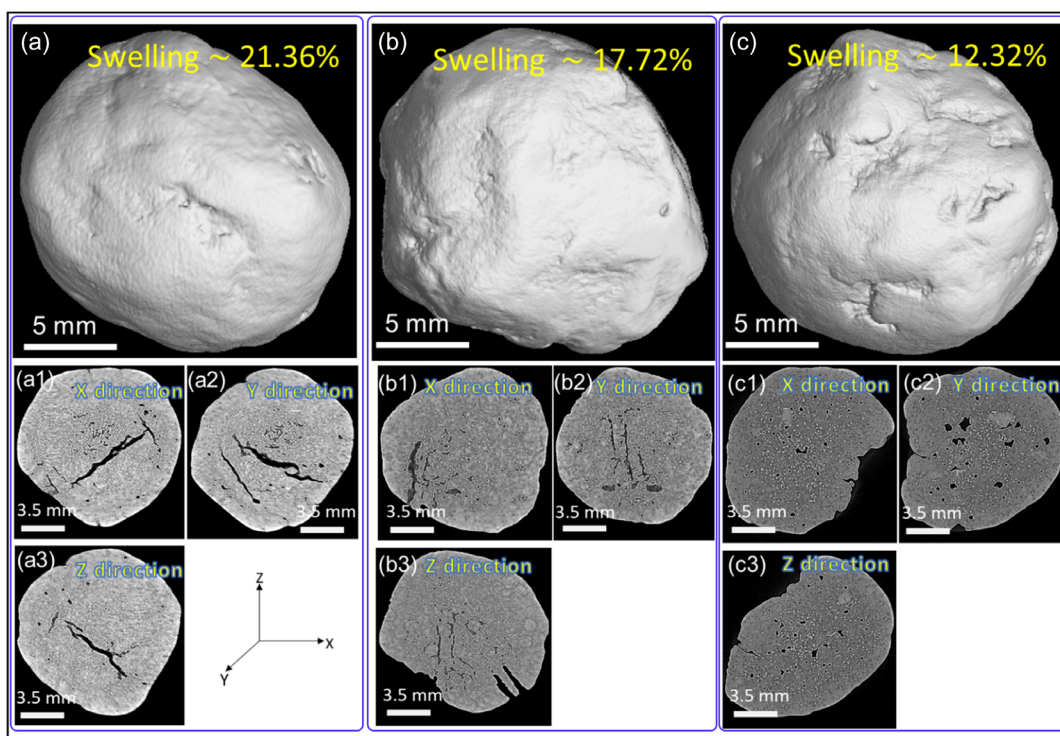 (a)
Swelling ~ 21.36%
5 mm
(b)
Swelling ~ 17.72%
5 mm
(c)
Swelling ~ 12.32%
5 mm
(a1)
X direction
3.5 mm
(a2)
Y direction
3.5 mm
(b1)
X direction
3.5 mm
(b2)
Y direction
3.5 mm
(c1)
X direction
3.5 mm
(c2)
Y direction
3.5 mm
(a3)
Z direction
3.5 mm
Z
X
Y
(b3)
Z direction
3.5 mm
(c3)
Z direction
3.5 mm